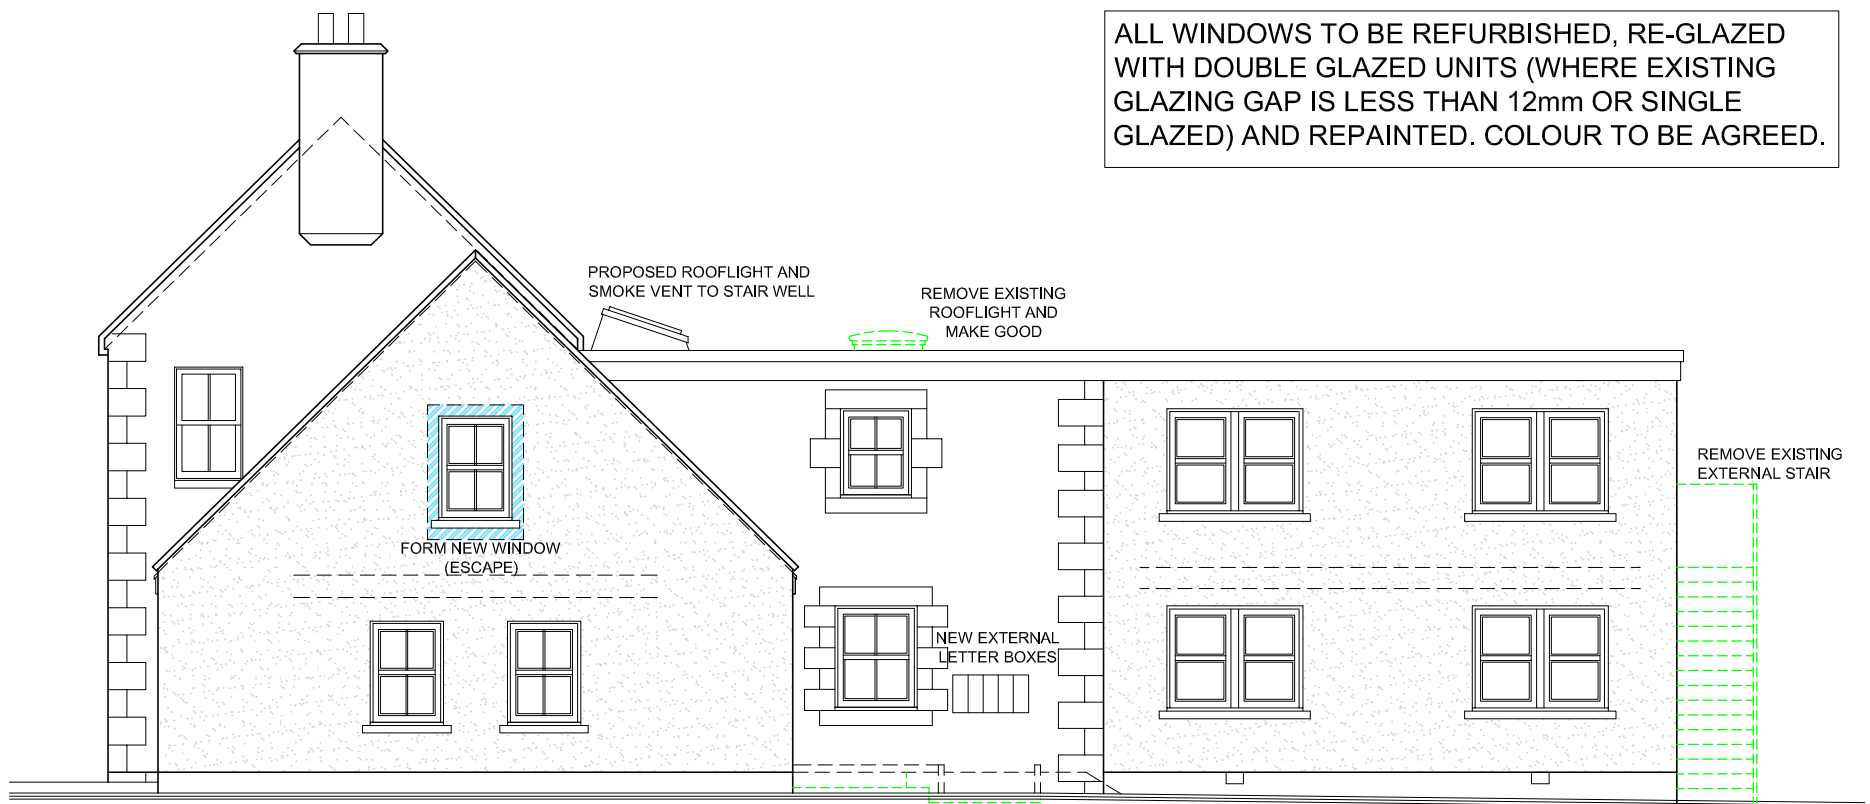 ALL WINDOWS TO BE REFURBISHED, RE-GLAZED
WITH DOUBLE GLAZED UNITS (WHERE EXISTING
GLAZING GAP IS LESS THAN 12mm OR SINGLE
GLAZED) AND REPAINTED. COLOUR TO BE AGREED.
PROPOSED ROOFLIGHT AND
SMOKE VENT TO STAIR WELL
REMOVE EXISTING
ROOFLIGHT AND
MAKE GOOD
REMOVE EXISTING
EXTERNAL STAIR
FORM NEW WINDOW
(ESCAPE)
NEW EXTERNAL
LETTER BOXES